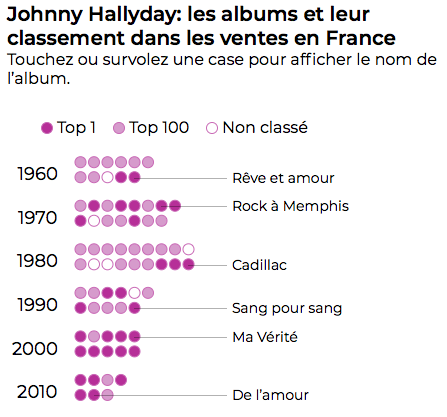 Johnny Hallyday: les albums et leur
classement dans les ventes en France
Touchez ou survolez une case pour afficher le nom de
l'album.
Top 1 Top 100 Non classé
1960
Rêve et amour
Rock à Memphis
1970
1980
Cadillac
1990
Sang pour sang
Ma Vérité
2000
2010
De l'amour